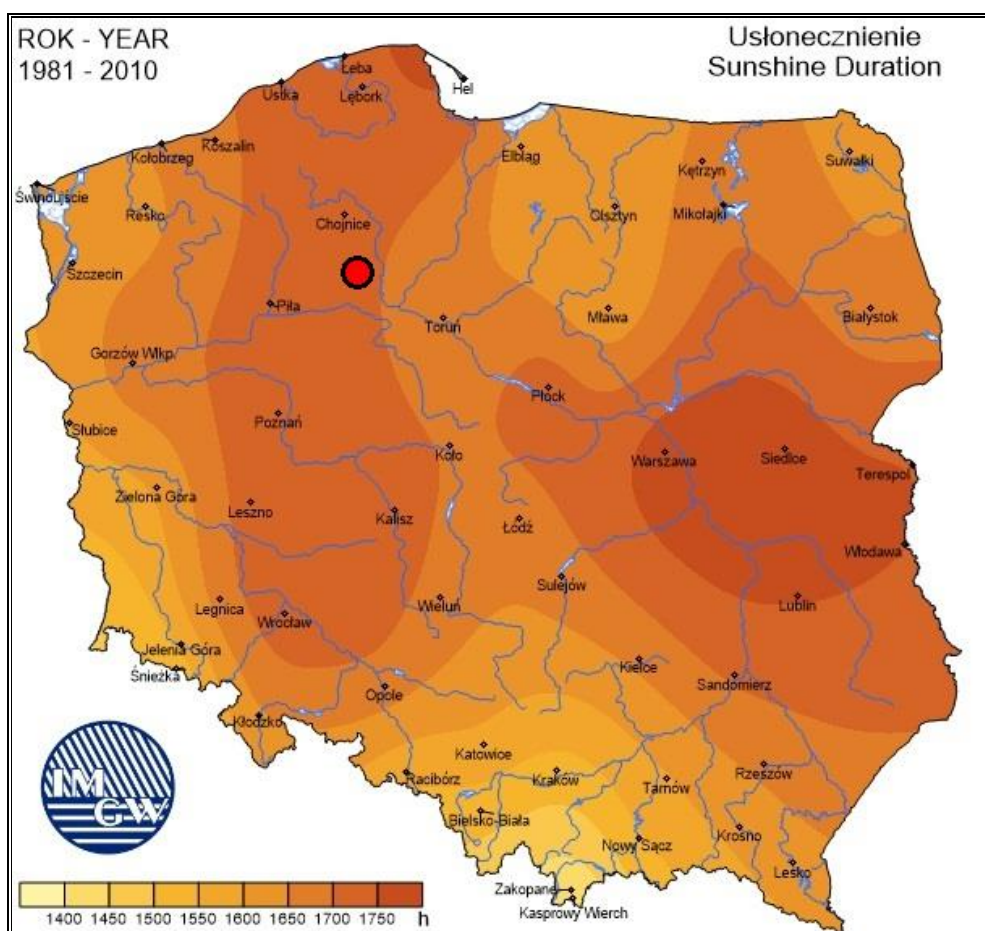 ROK - YEAR
1981 - 2010
Usłonecznienie
Sunshine Duration
Łeba
Hel
Ustka
Lębork
Kołobrzeg
Koszalin
Elbląg
Kętrzyn
Suwałki
Świnoujście
Resko
Chojnice
Olsztyn
Mikołajki
Szczecin
Piła
Toruń
Mława
Białystok
Gorzów Wlkp
Płock
Słubice
Poznań
Koło
Warszawa
Siedlce
Terespol
Zielona Góra
Leszno
Kalisz
Łódź
Włodawa
Sulejów
Legnica
Wrocław
Wieluń
Lublin
Jelenia Góra
Śnieżka
Opole
Kielce
Sandomierz
Kłodzko
Katowice
Racibórz
Kraków
Tarnów
Rzeszów
Bielsko-Biała
Nowy Sącz
Krosno
Lesko
Zakopane
Kasprowy Wierch
IM
GW
1400 1450 1500 1550 1600 1650 1700 1750 h